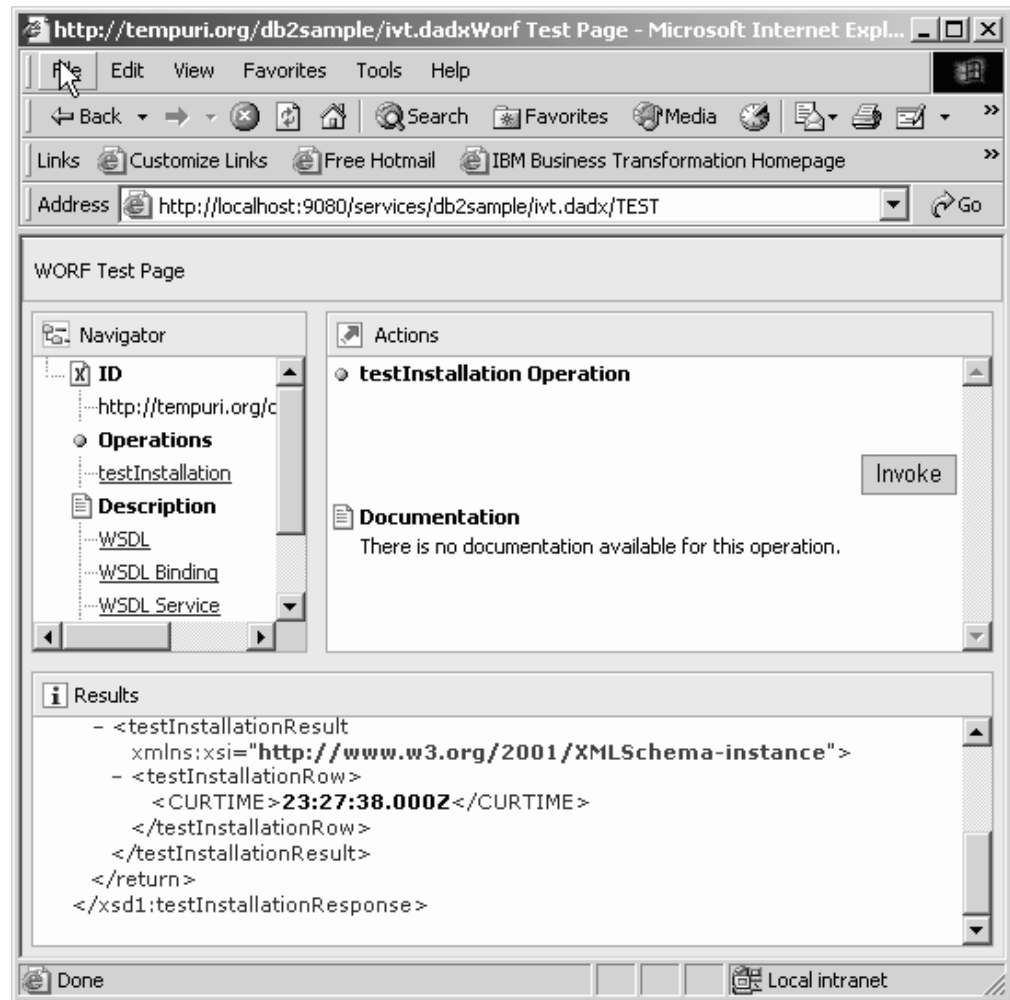 http://tempuri.org/db2sample/ivt.dadxWorf Test Page - Microsoft Internet Expl...
File Edit View Favorites Tools Help
Back Search Favorites Media »
Links Customize Links Free Hotmail IBM Business Transformation Homepage »
Address http://localhost:9080/services/db2sample/ivt.dadx/TEST Go
WORF Test Page
Navigator
ID
http://tempuri.org/c
Operations
testInstallation
Description
WSDL
WSDL Binding
WSDL Service
Actions
testInstallation Operation
Invoke
Documentation
There is no documentation available for this operation.
Results
- <testInstallationResult
xmlns:xsi="http://www.w3.org/2001/XMLSchema-instance">
- <testInstallationRow>
<CURTIME>23:27:38.000Z</CURTIME>
</testInstallationRow>
</testInstallationResult>
</return>
</xsd1:testInstallationResponse>
Done Local intranet